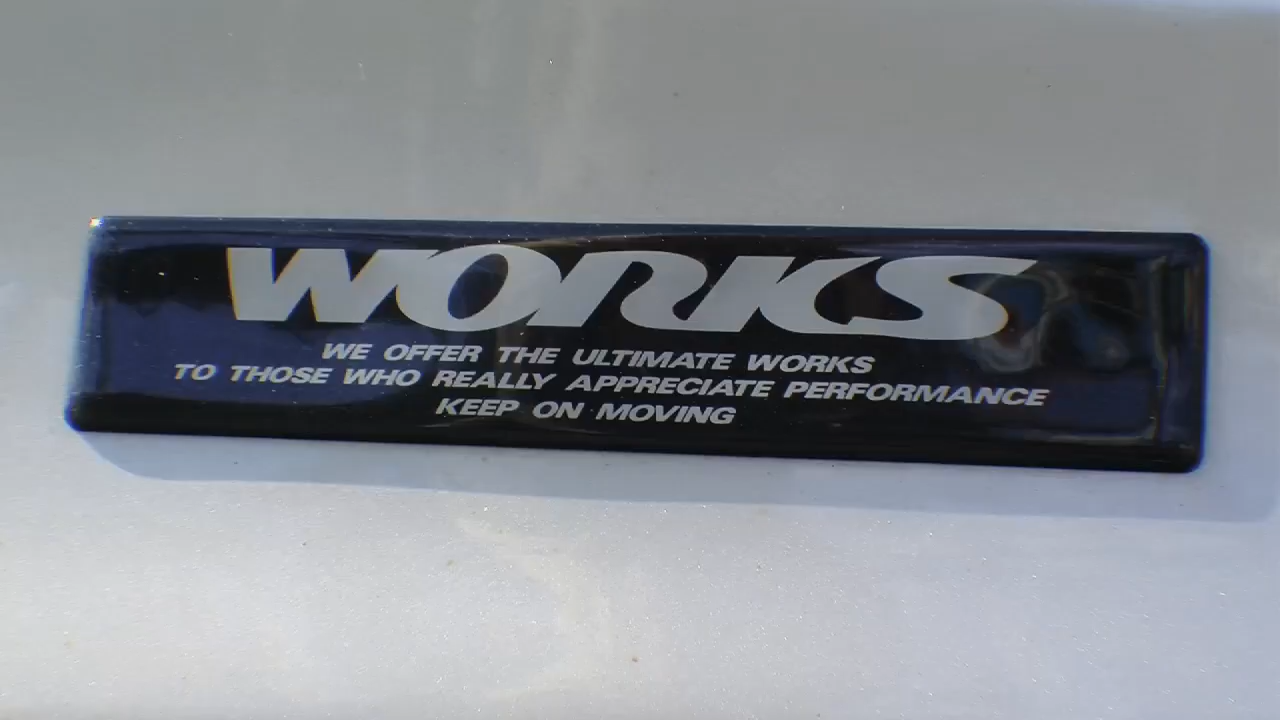 WORKS
WE OFFER THE ULTIMATE WORKS
TO THOSE WHO REALLY APPRECIATE PERFORMANCE
KEEP ON MOVING